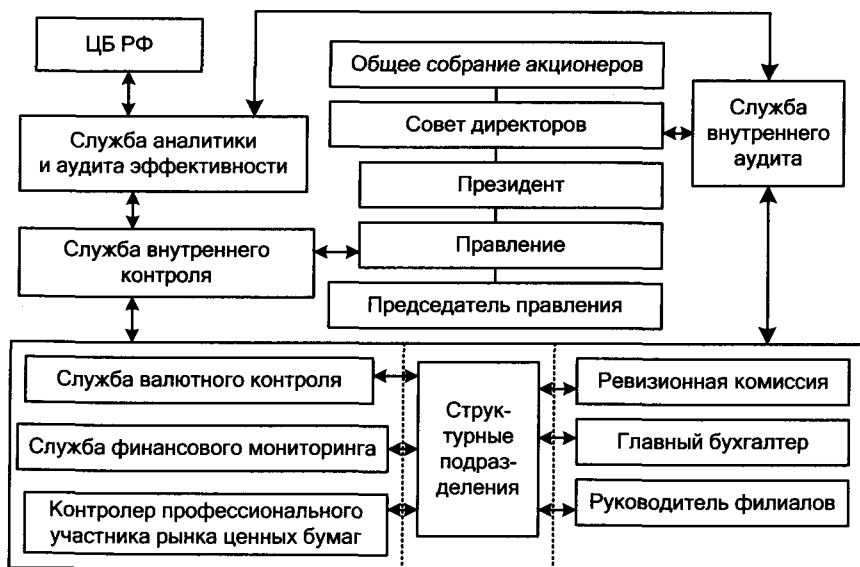 ЦБ РФ
Общее собрание акционеров
Служба аналитики
и аудита эффективности
Совет директоров
Служба
внутреннего
аудита
Президент
Служба внутреннего
контроля
Правление
Председатель правления
Служба валютного контроля
Служба финансового мониторинга
Контролер профессионального
участника рынка ценных бумаг
Струк-
турные
подраз-
деления
Ревизионная комиссия
Главный бухгалтер
Руководитель филиалов